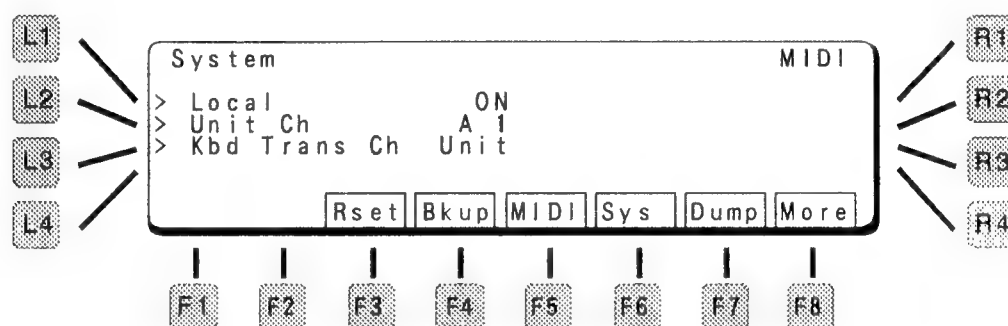 L1
L2
L3
L4
System MIDI
> Local ON
> Unit Ch A 1
> Kbd Trans Ch Unit
Rset Bkup MIDI Sys Dump More
R1
R2
R3
R4
F1 F2 F3 F4 F5 F6 F7 F8